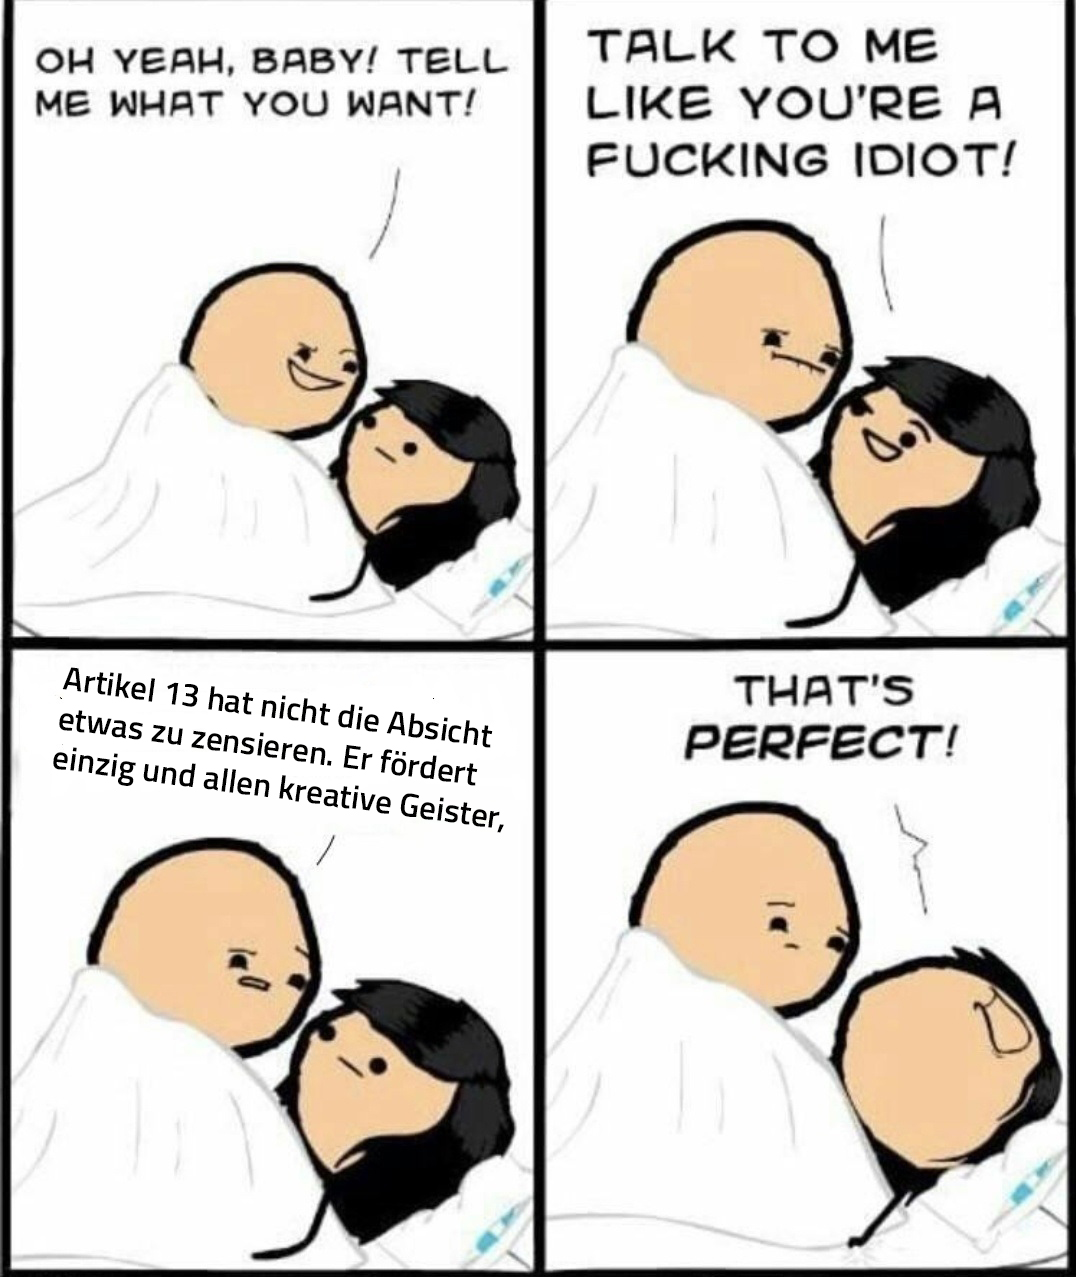 OH YEAH, BABY! TELL
ME WHAT YOU WANT!
TALK TO ME
LIKE YOU'RE A
FUCKING IDIOT!
Artikel 13 hat nicht die Absicht
etwas zu zensieren. Er fördert
einzig und allen kreative Geister,
THAT'S
PERFECT!